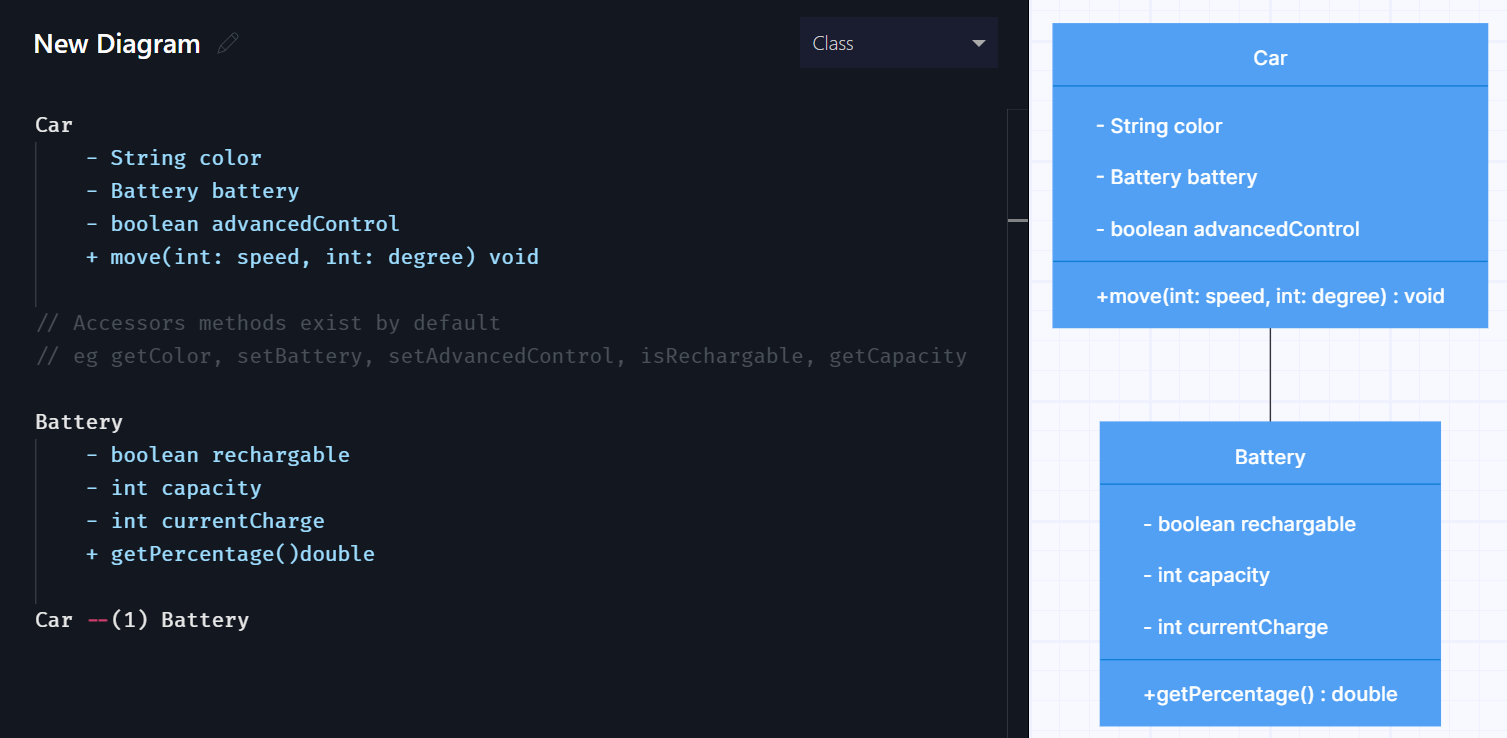 New Diagram
Class
Car
- String color
- Battery battery
- boolean advancedControl
+ move(int: speed, int: degree) void
// Accessors methods exist by default
// eg getColor, setBattery, setAdvancedControl, isRechargable, getCapacity
Battery
- boolean rechargable
- int capacity
- int currentCharge
+ getPercentage()double
Car --(1) Battery
Car
- String color
- Battery battery
- boolean advancedControl
+move(int: speed, int: degree) : void
Battery
- boolean rechargable
- int capacity
- int currentCharge
+getPercentage() : double